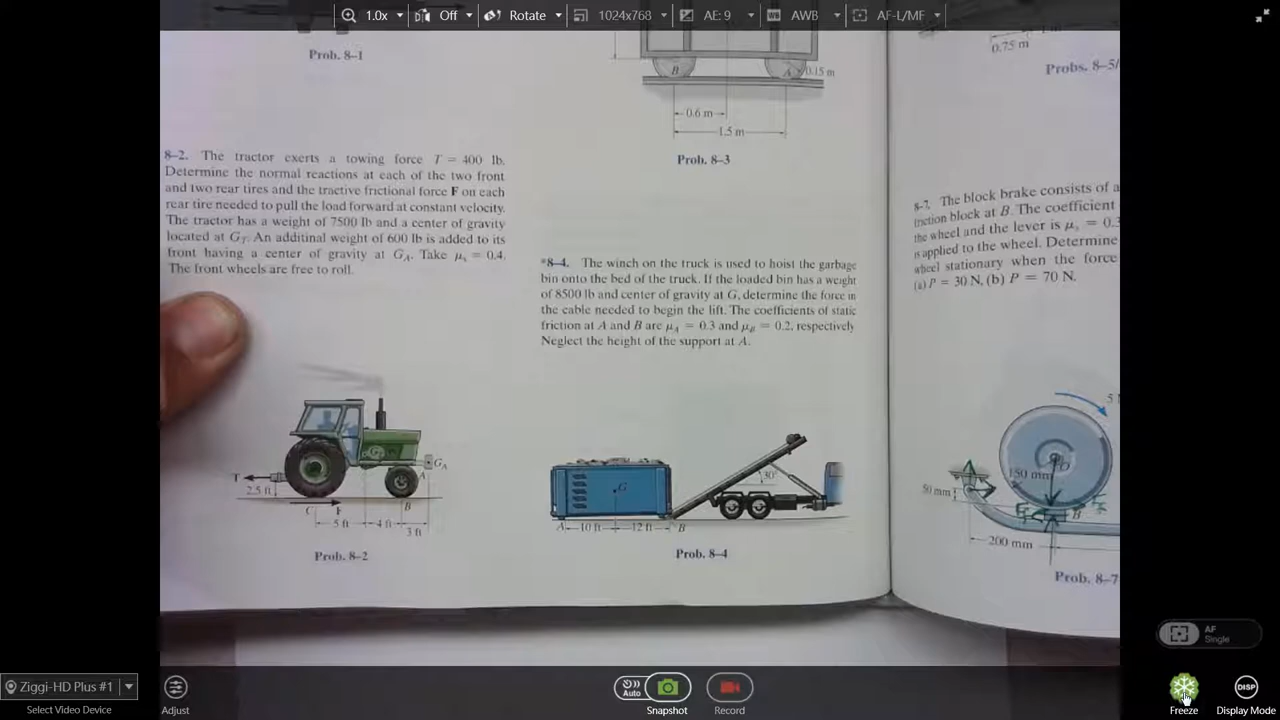 1.0x
Off
Rotate
1024x768
AE: 9
AWB
AF-L/MF
Prob. 8–1
B
A
0.15 m
0.6 m
1.5 m
Prob. 8–3
0.75 m
Probs. 8–5/
8–2. The tractor exerts a towing force T = 400 lb.
Determine the normal reactions at each of the two front
and two rear tires and the tractive frictional force F on each
rear tire needed to pull the load forward at constant velocity.
The tractor has a weight of 7500 lb and a center of gravity
located at GT. An additinal weight of 600 lb is added to its
front having a center of gravity at GA. Take μs = 0.4.
The front wheels are free to roll.
T
2.5 ft
C
F
5 ft
4 ft
3 ft
A
B
GA
Prob. 8–2
*8–4. The winch on the truck is used to hoist the garbage
bin onto the bed of the truck. If the loaded bin has a weight
of 8500 lb and center of gravity at G, determine the force in
the cable needed to begin the lift. The coefficients of static
friction at A and B are μA = 0.3 and μB = 0.2, respectively.
Neglect the height of the support at A.
G
30°
A
10 ft
12 ft
B
Prob. 8–4
8–7. The block brake consists of a
friction block at B. The coefficient
the wheel and the lever is μs = 0.3
is applied to the wheel. Determine
wheel stationary when the force
(a) P = 30 N, (b) P = 70 N.
5
150 mm
O
50 mm
A
B
200 mm
Prob. 8–7
AF
Single
Ziggi-HD Plus #1
Select Video Device
Adjust
Auto
Snapshot
Record
Freeze
DISP
Display Mode